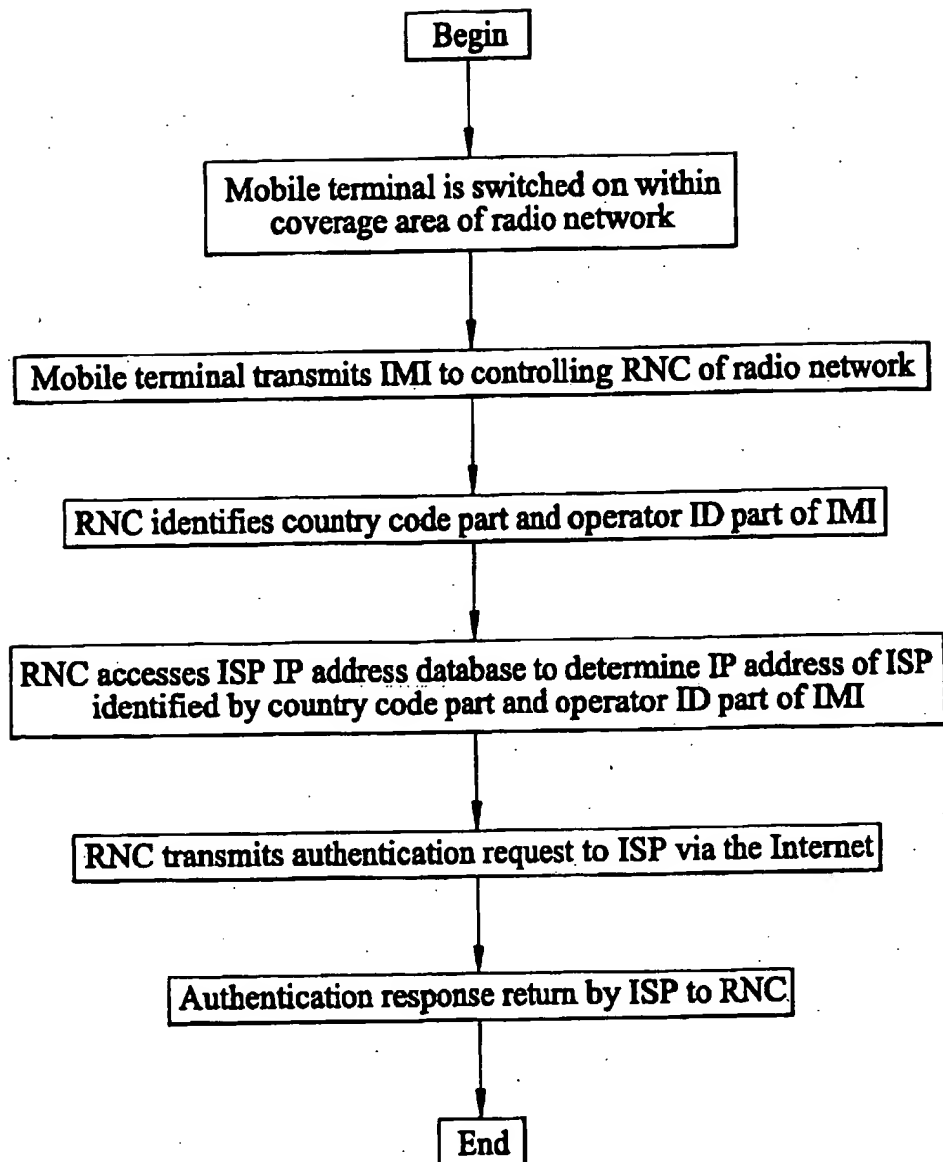 Begin
Mobile terminal is switched on within
coverage area of radio network
Mobile terminal transmits IMI to controlling RNC of radio network
RNC identifies country code part and operator ID part of IMI
RNC accesses ISP IP address database to determine IP address of ISP
identified by country code part and operator ID part of IMI
RNC transmits authentication request to ISP via the Internet
Authentication response return by ISP to RNC
End